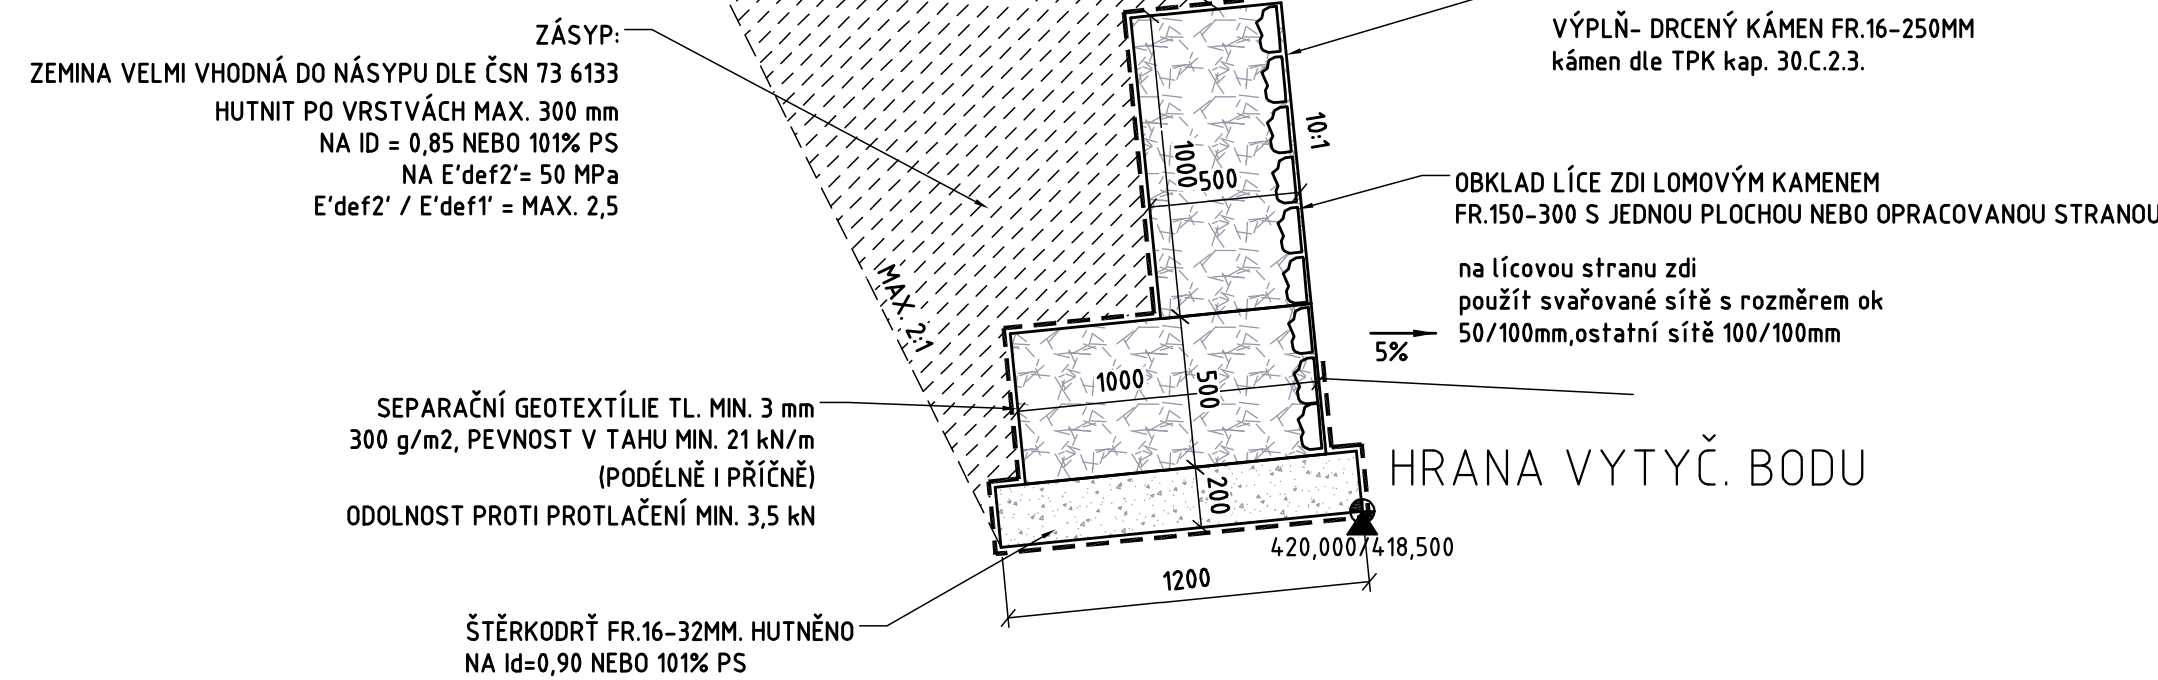 ZÁSYP:
ZEMINA VELMI VHODNÁ DO NÁSYPU DLE ČSN 73 6133
HUTNIT PO VRSTVÁCH MAX. 300 mm
NA ID = 0,85 NEBO 101% PS
NA E'def2'= 50 MPa
E'def2' / E'def1' = MAX. 2,5
VÝPLŇ- DRCENÝ KÁMEN FR.16-250MM
kámen dle TPK kap. 30.C.2.3.
10:1
1000
500
OBKLAD LÍCE ZDI LOMOVÝM KAMENEM
FR.150-300 S JEDNOU PLOCHOU NEBO OPRACOVANOU STRANOU
na lícovou stranu zdi
použít svařované sítě s rozměrem ok
50/100mm,ostatní sítě 100/100mm
5%
MAX. 2:1
1000
500
SEPARAČNÍ GEOTEXTÍLIE TL. MIN. 3 mm
300 g/m2, PEVNOST V TAHU MIN. 21 kN/m
(PODÉLNĚ I PŘÍČNĚ)
ODOLNOST PROTI PROTLAČENÍ MIN. 3,5 kN
HRANA VYTYČ. BODU
200
420,000/418,500
1200
ŠTĚRKODRŤ FR.16-32MM. HUTNĚNO
NA Id=0,90 NEBO 101% PS